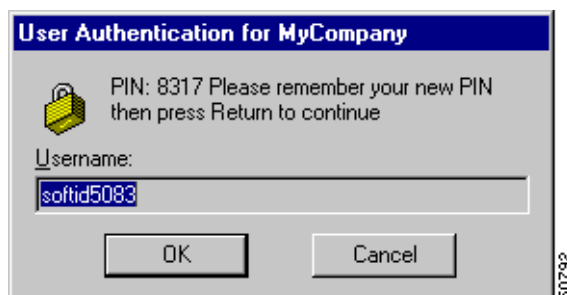 User Authentication for MyCompany
PIN: 8317 Please remember your new PIN
then press Return to continue
Username:
softid5083
OK
Cancel